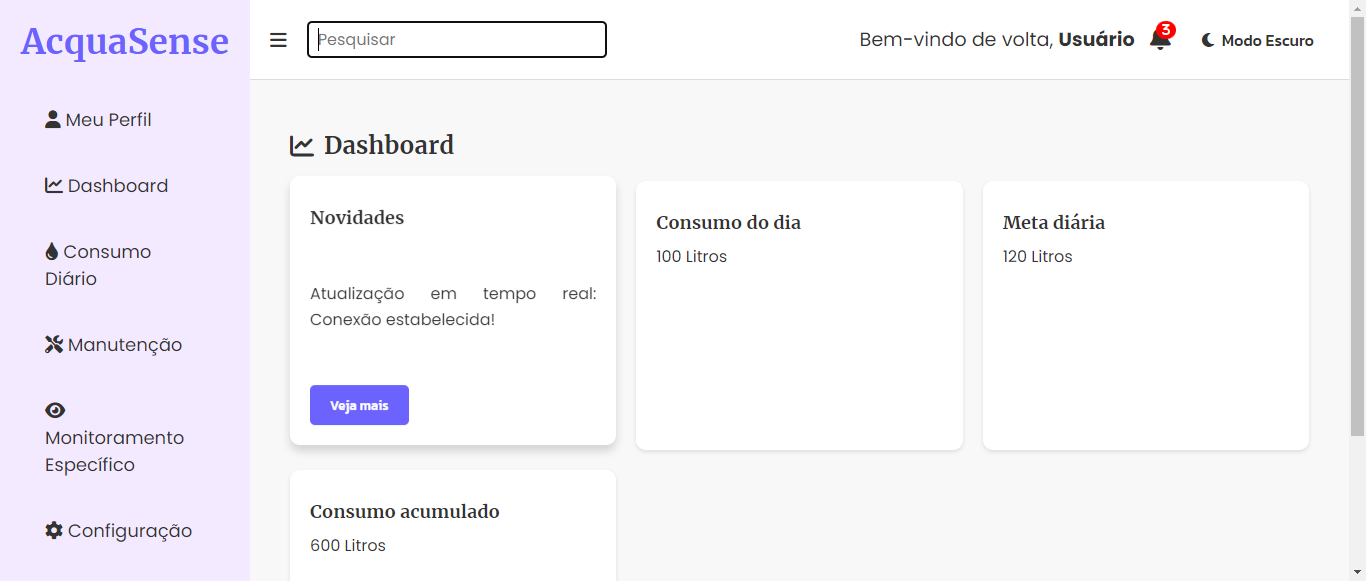 AcquaSense
Pesquisar
Bem-vindo de volta, Usuário
3
Modo Escuro
Meu Perfil
Dashboard
Consumo
Diário
Manutenção
Monitoramento
Específico
Configuração
Dashboard
Novidades
Atualização em tempo real:
Conexão estabelecida!
Veja mais
Consumo do dia
100 Litros
Meta diária
120 Litros
Consumo acumulado
600 Litros